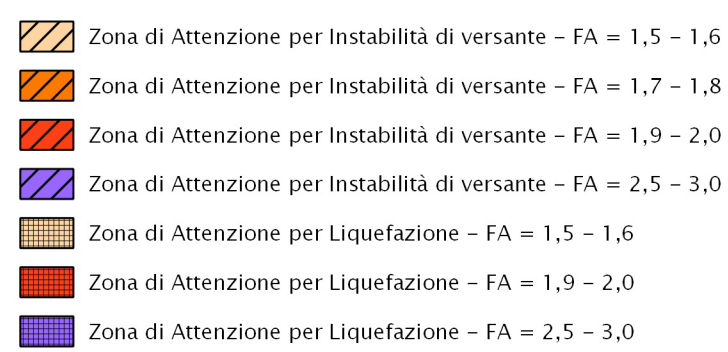 Zona di Attenzione per Instabilità di versante – FA = 1,5 – 1,6
Zona di Attenzione per Instabilità di versante – FA = 1,7 – 1,8
Zona di Attenzione per Instabilità di versante – FA = 1,9 – 2,0
Zona di Attenzione per Instabilità di versante – FA = 2,5 – 3,0
Zona di Attenzione per Liquefazione – FA = 1,5 – 1,6
Zona di Attenzione per Liquefazione – FA = 1,9 – 2,0
Zona di Attenzione per Liquefazione – FA = 2,5 – 3,0